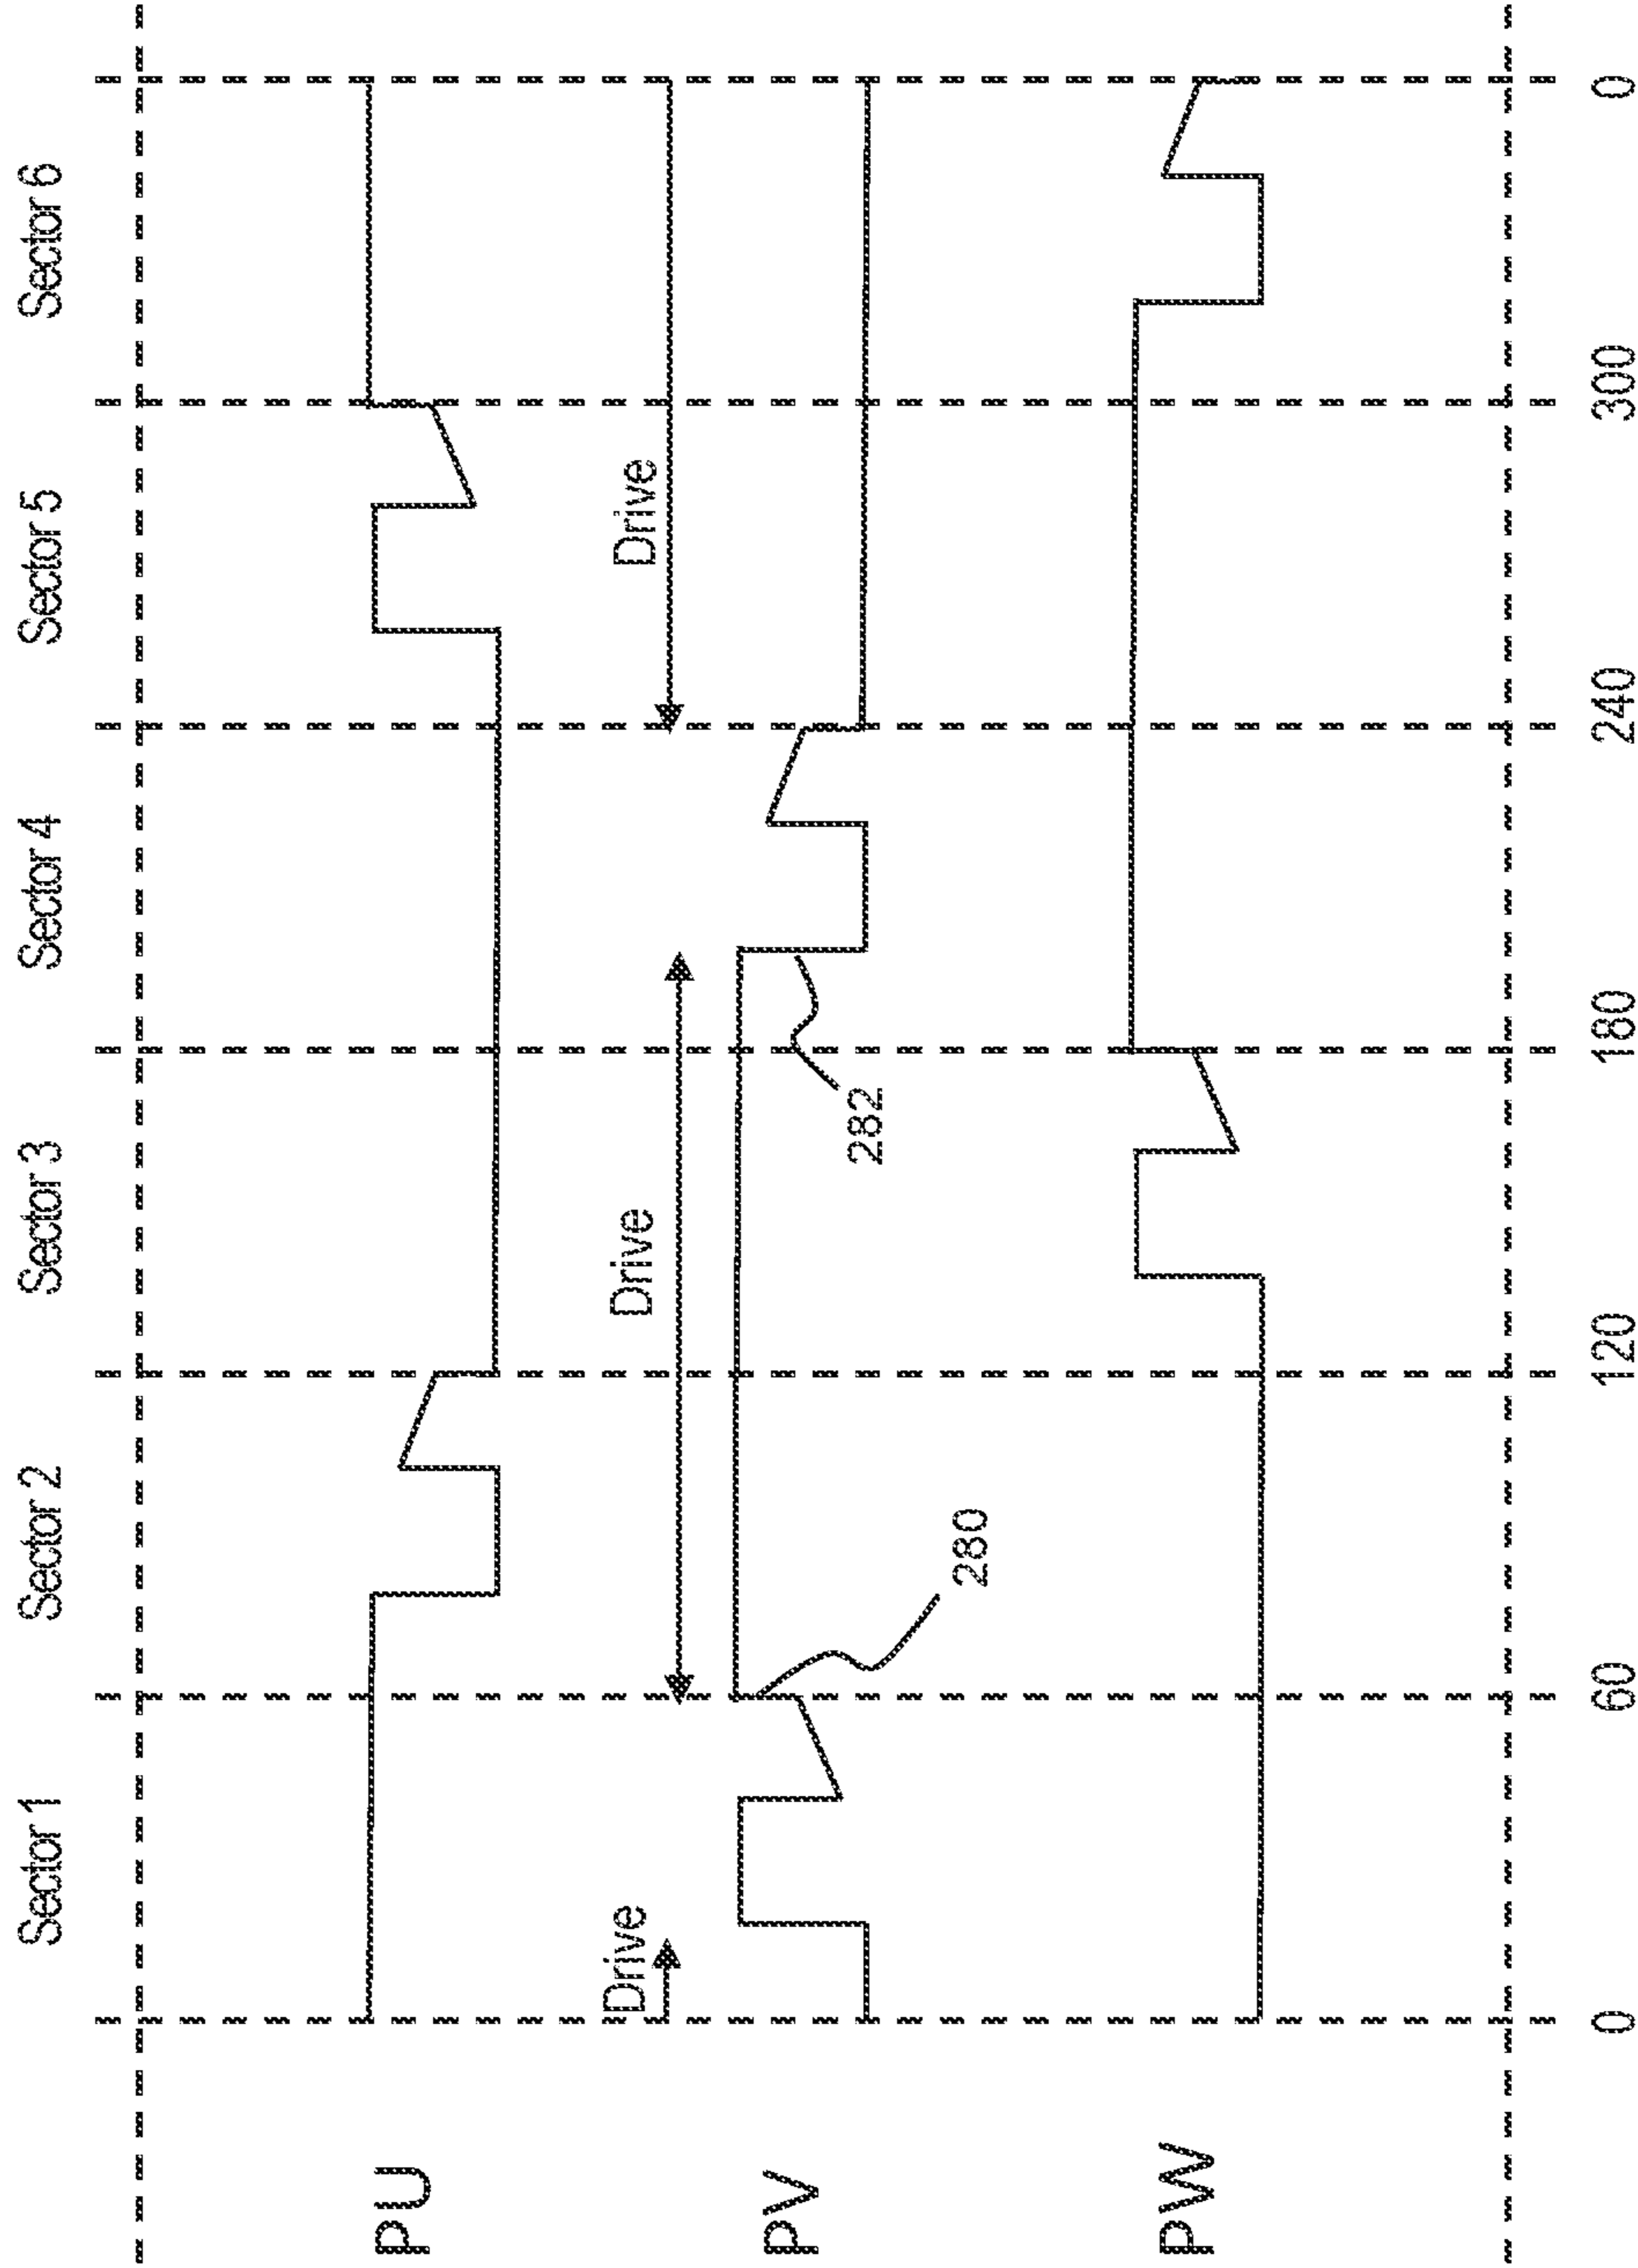 Sector 1 Sector 2 Sector 3 Sector 4 Sector 5 Sector 6
PU
Drive Drive Drive
PV
282
280
PW
0 60 120 180 240 300 0